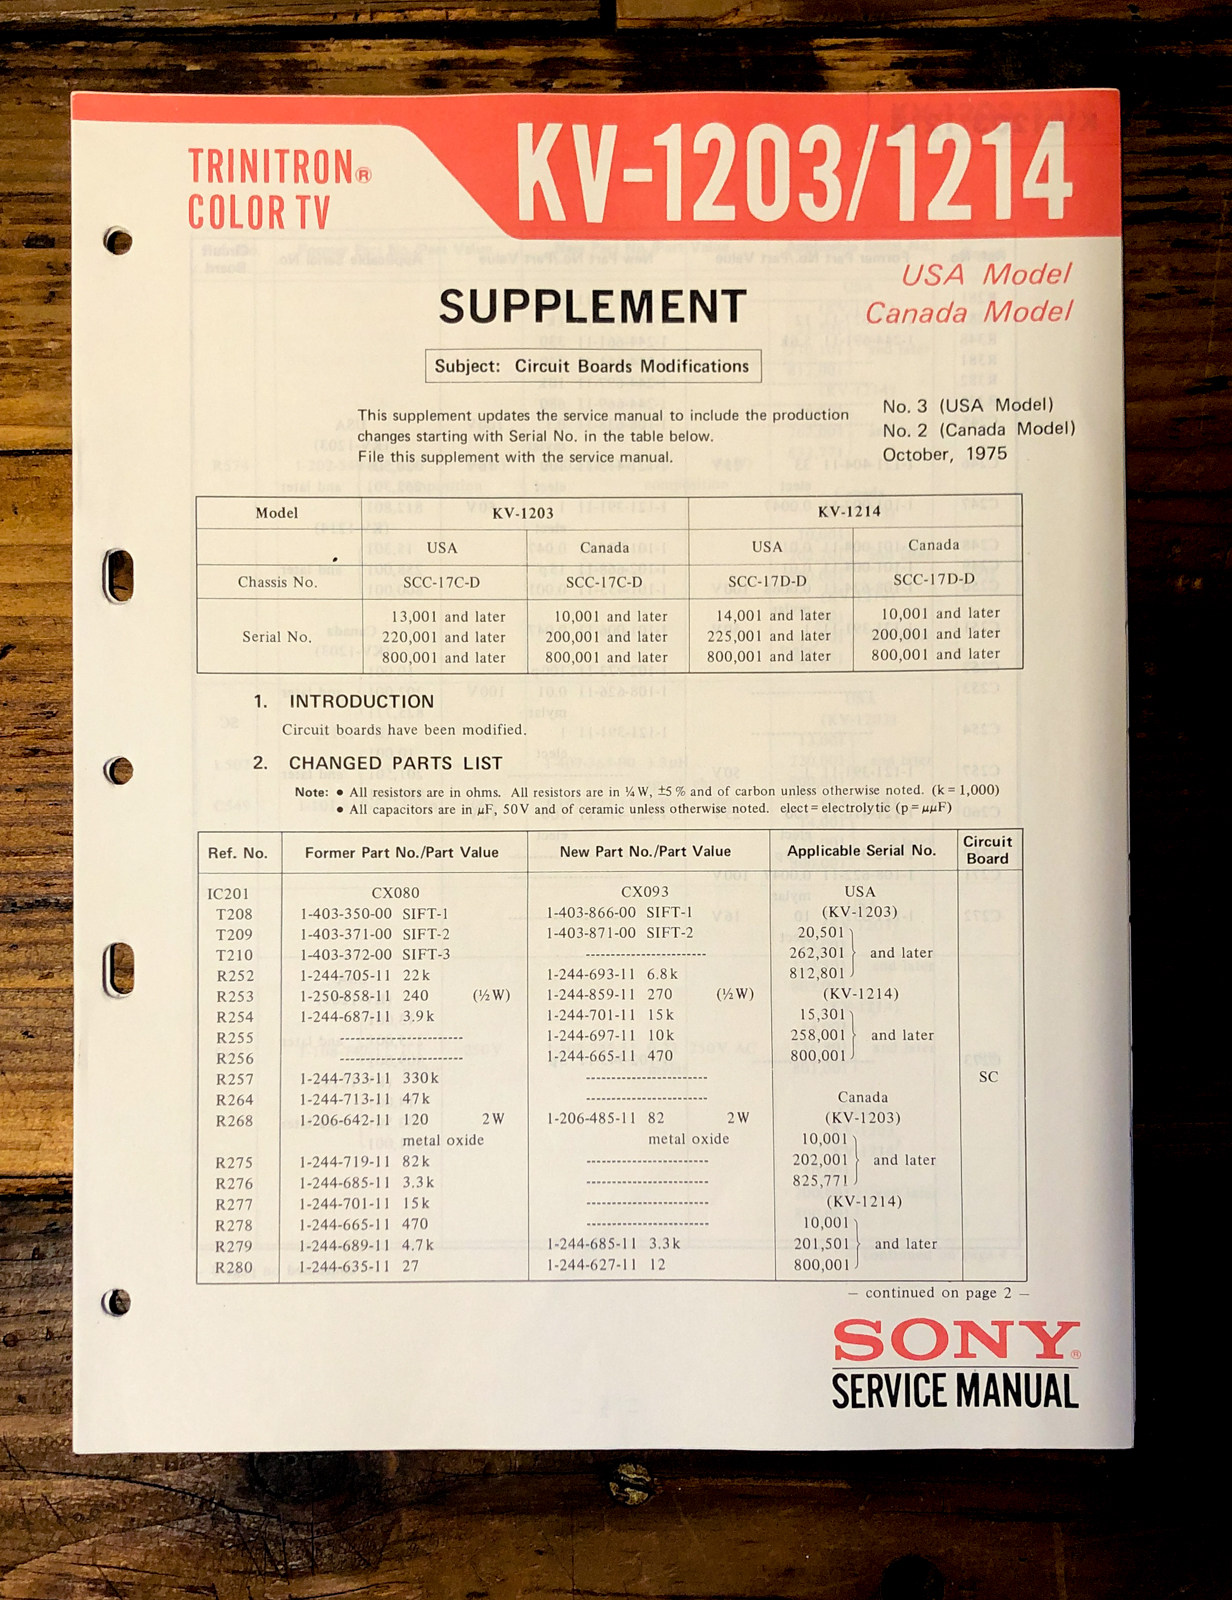 TRINITRON®
COLOR TV
KV-1203/1214
USA Model
Canada Model
SUPPLEMENT
Subject: Circuit Boards Modifications
This supplement updates the service manual to include the production
changes starting with Serial No. in the table below.
File this supplement with the service manual.
No. 3 (USA Model)
No. 2 (Canada Model)
October, 1975
Model KV-1203 KV-1214
USA Canada USA Canada
Chassis No. SCC-17C-D SCC-17C-D SCC-17D-D SCC-17D-D
13,001 and later 10,001 and later 14,001 and later 10,001 and later
Serial No. 220,001 and later 200,001 and later 225,001 and later 200,001 and later
800,001 and later 800,001 and later 800,001 and later 800,001 and later
1. INTRODUCTION
Circuit boards have been modified.
2. CHANGED PARTS LIST
Note: ● All resistors are in ohms. All resistors are in ¼W, ±5% and of carbon unless otherwise noted. (k = 1,000)
● All capacitors are in µF, 50V and of ceramic unless otherwise noted. elect = electrolytic (p = µµF)
Ref. No. Former Part No./Part Value New Part No./Part Value Applicable Serial No. Circuit Board
IC201 CX080 CX093 USA
T208 1-403-350-00 SIFT-1 1-403-866-00 SIFT-1 (KV-1203)
T209 1-403-371-00 SIFT-2 1-403-871-00 SIFT-2 20,501
T210 1-403-372-00 SIFT-3 ------------------------ 262,301 and later
R252 1-244-705-11 22k 1-244-693-11 6.8k 812,801
R253 1-250-858-11 240 (½W) 1-244-859-11 270 (½W) (KV-1214)
R254 1-244-687-11 3.9k 1-244-701-11 15k 15,301
R255 ------------------------ 1-244-697-11 10k 258,001 and later
R256 ------------------------ 1-244-665-11 470 800,001
R257 1-244-733-11 330k ------------------------ SC
R264 1-244-713-11 47k ------------------------ Canada
R268 1-206-642-11 120 2W 1-206-485-11 82 2W (KV-1203)
metal oxide metal oxide 10,001
R275 1-244-719-11 82k ------------------------ 202,001 and later
R276 1-244-685-11 3.3k ------------------------ 825,771
R277 1-244-701-11 15k ------------------------ (KV-1214)
R278 1-244-665-11 470 ------------------------ 10,001
R279 1-244-689-11 4.7k 1-244-685-11 3.3k 201,501 and later
R280 1-244-635-11 27 1-244-627-11 12 800,001
— continued on page 2 —
SONY®
SERVICE MANUAL